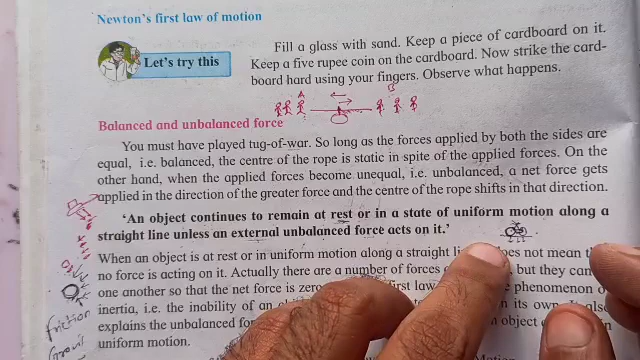 Newton's first law of motion
Let's try this
Fill a glass with sand. Keep a piece of cardboard on it.
Keep a five rupee coin on the cardboard. Now strike the card-
board hard using your fingers. Observe what happens.
A
B
Balanced and unbalanced force
You must have played tug-of-war. So long as the forces applied by both the sides are
equal, i.e. balanced, the centre of the rope is static in spite of the applied forces. On the
other hand, when the applied forces become unequal, i.e. unbalanced, a net force gets
applied in the direction of the greater force and the centre of the rope shifts in that direction.
'An object continues to remain at rest or in a state of uniform motion along a
straight line unless an external unbalanced force acts on it.'
When an object is at rest or in uniform motion along a straight not mean
no force is acting on it. Actually there are a number of forces but they
one another so that the net force is first law phenomenon
inertia, i.e. the inability of an its own.
explains the unbalanced object
uniform motion.
friction